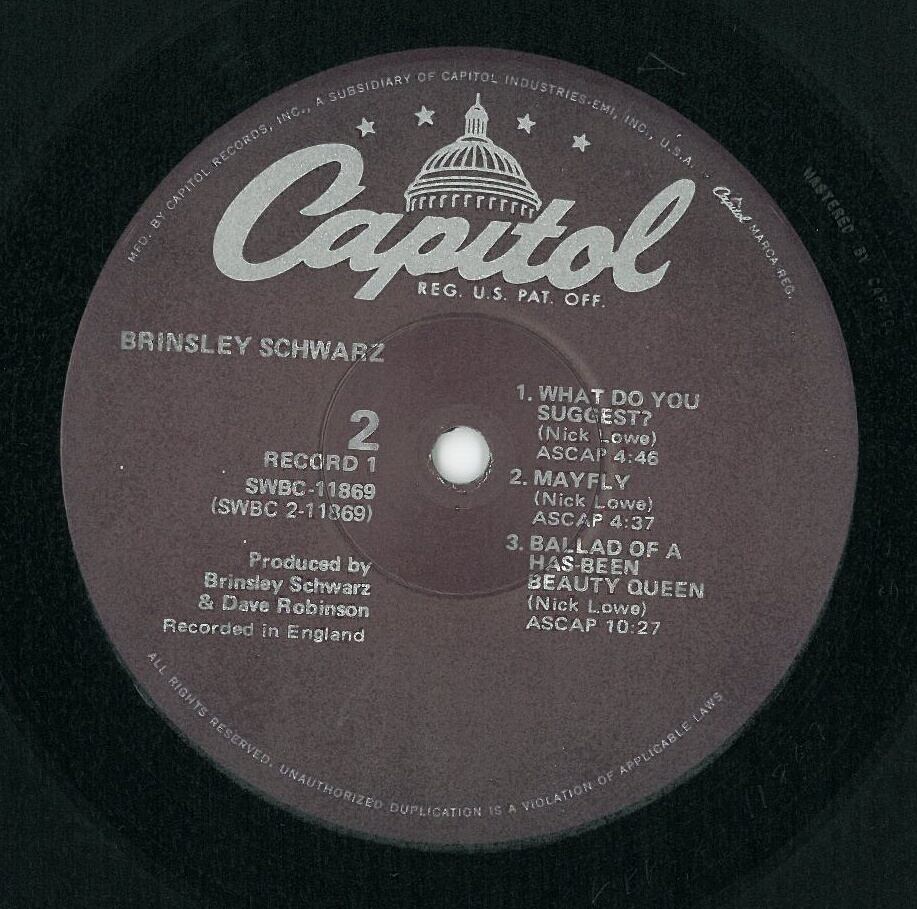 MFD. BY CAPITOL RECORDS, INC., A SUBSIDIARY OF CAPITOL INDUSTRIES-EMI, INC., U.S.A.
Capitol MARCA REG.
Capitol
REG. U.S. PAT. OFF.
MASTERED BY CAPITOL
BRINSLEY SCHWARZ
2
RECORD 1
SWBC-11869
(SWBC 2-11869)
Produced by
Brinsley Schwarz
& Dave Robinson
Recorded in England
1. WHAT DO YOU
SUGGEST?
(Nick Lowe)
ASCAP 4:46
2. MAYFLY
(Nick Lowe)
ASCAP 4:37
3. BALLAD OF A
HAS-BEEN
BEAUTY QUEEN
(Nick Lowe)
ASCAP 10:27
ALL RIGHTS RESERVED. UNAUTHORIZED DUPLICATION IS A VIOLATION OF APPLICABLE LAWS.